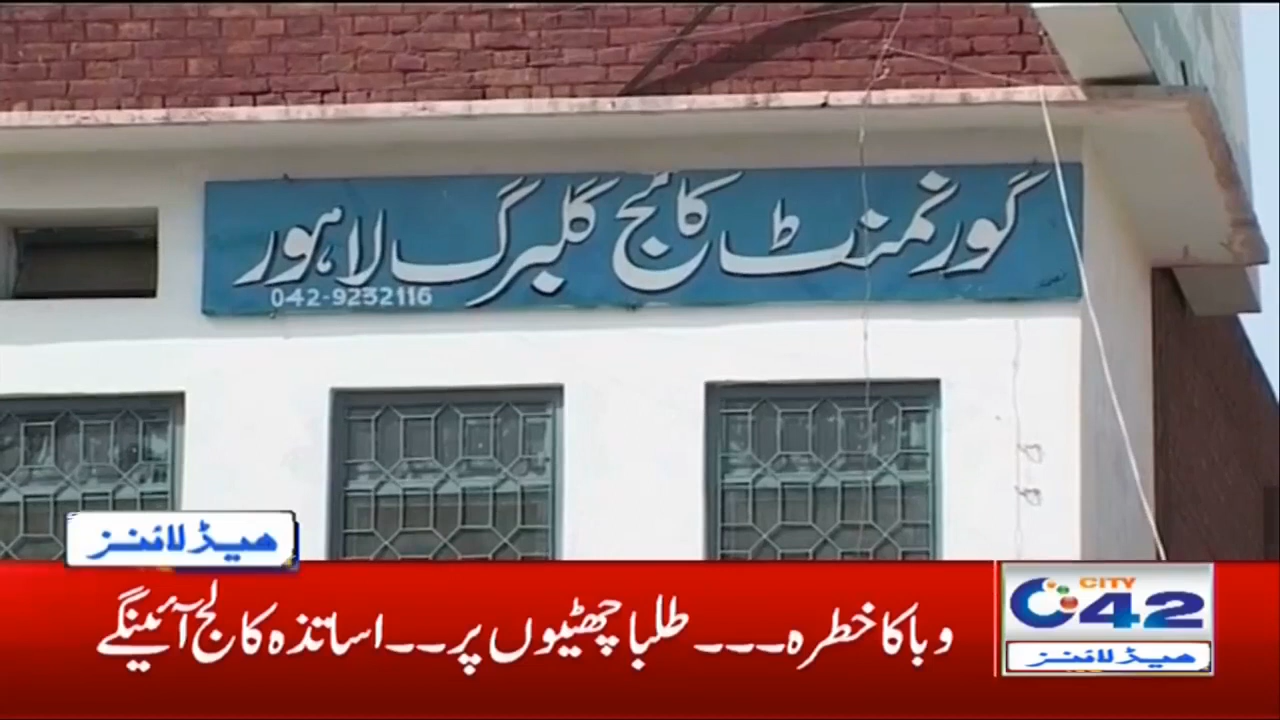 گورنمنٹ کالج گلبرگ لاہور
042-9232116
ہیڈلائنز
وبا کا خطرہ۔۔۔طلبا چھٹیوں پر۔۔اساتذہ کالج آئینگے
CITY
42
ہیڈلائنز